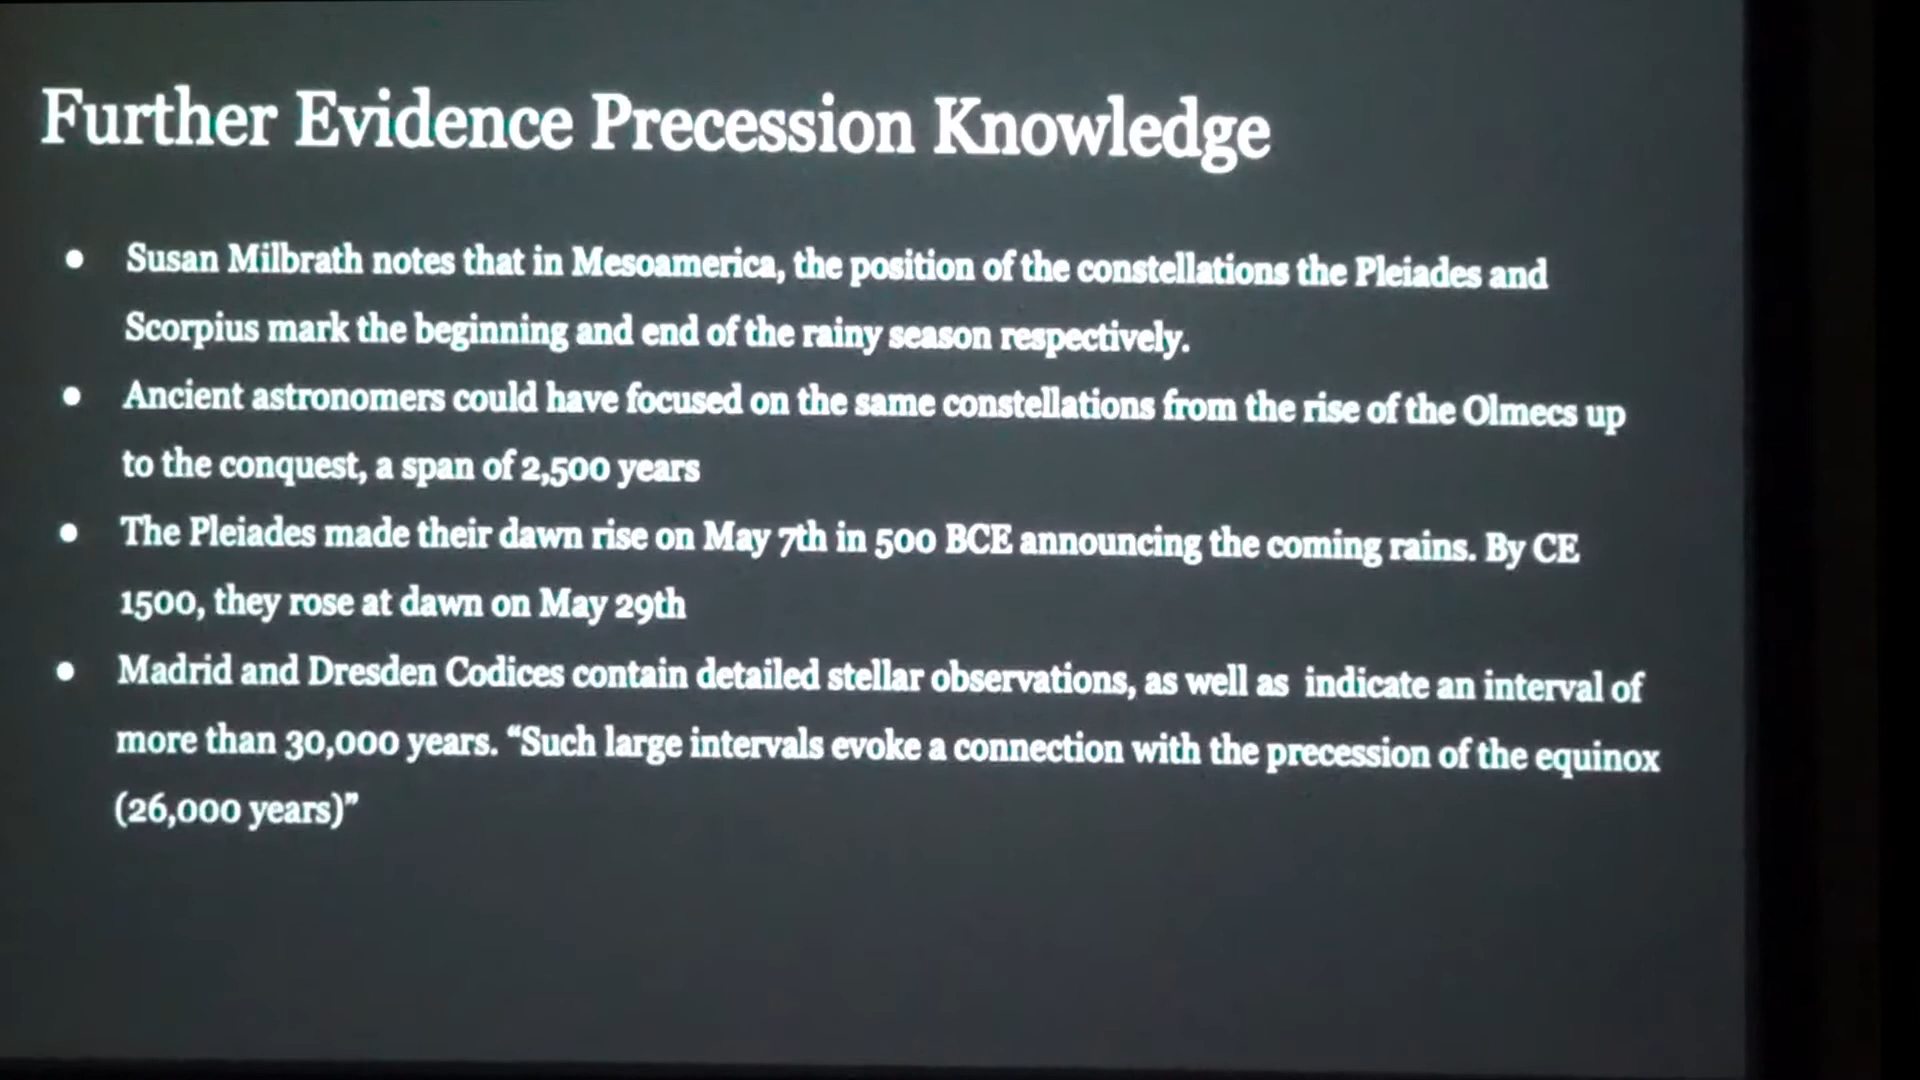 Further Evidence Precession Knowledge
● Susan Milbrath notes that in Mesoamerica, the position of the constellations the Pleiades and
Scorpius mark the beginning and end of the rainy season respectively.
● Ancient astronomers could have focused on the same constellations from the rise of the Olmecs up
to the conquest, a span of 2,500 years
● The Pleiades made their dawn rise on May 7th in 500 BCE announcing the coming rains. By CE
1500, they rose at dawn on May 29th
● Madrid and Dresden Codices contain detailed stellar observations, as well as indicate an interval of
more than 30,000 years. “Such large intervals evoke a connection with the precession of the equinox
(26,000 years)”